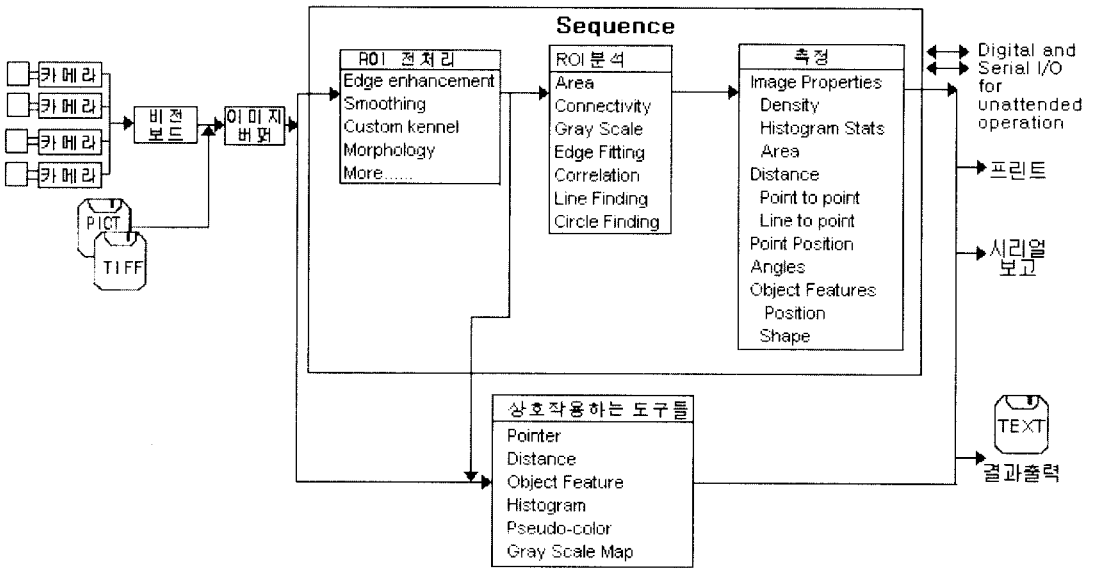 Sequence
카메라
카메라
카메라
카메라
비전
보드
이미지
버퍼
PICT
TIFF
ROI 전처리
Edge enhancement
Smoothing
Custom kennel
Morphology
More......
ROI분석
Area
Connectivity
Gray Scale
Edge Fitting
Correlation
Line Finding
Circle Finding
측정
Image Properties
Density
Histogram Stats
Area
Distance
Point to point
Line to point
Point Position
Angles
Object Features
Position
Shape
Digital and
Serial I/O
for
unattended
operation
프린트
시리얼
보고
TEXT
결과출력
상호작용하는 도구들
Pointer
Distance
Object Feature
Histogram
Pseudo-color
Gray Scale Map